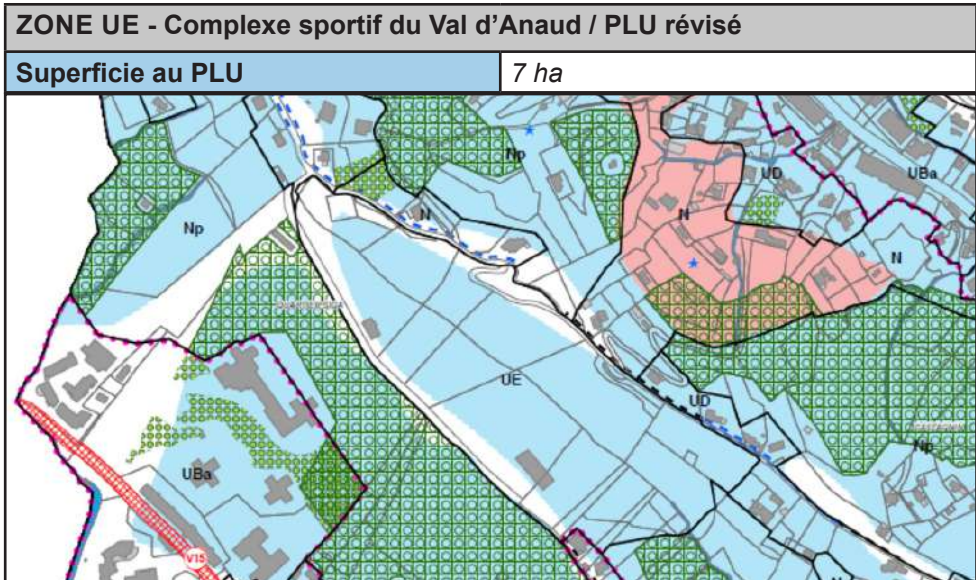 ZONE UE - Complexe sportif du Val d’Anaud / PLU révisé
Superficie au PLU 7 ha
Np
UD
UBa
N
N
Np
N
UE
UD
Np
UBa
V15